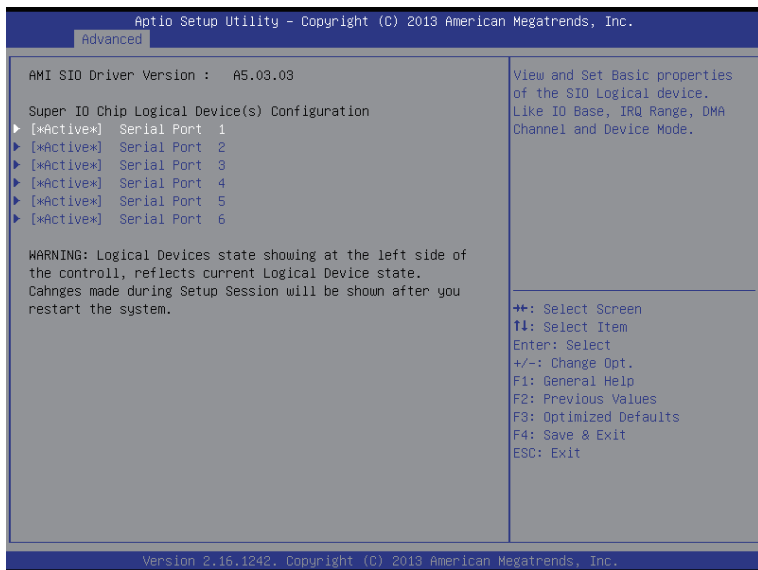 Aptio Setup Utility – Copyright (C) 2013 American Megatrends, Inc.
Advanced
AMI SIO Driver Version : A5.03.03
Super IO Chip Logical Device(s) Configuration
[*Active*] Serial Port 1
[*Active*] Serial Port 2
[*Active*] Serial Port 3
[*Active*] Serial Port 4
[*Active*] Serial Port 5
[*Active*] Serial Port 6
WARNING: Logical Devices state showing at the left side of
the controll, reflects current Logical Device state.
Cahnges made during Setup Session will be shown after you
restart the system.
View and Set Basic properties
of the SIO Logical device.
Like IO Base, IRQ Range, DMA
Channel and Device Mode.
→←: Select Screen
↑↓: Select Item
Enter: Select
+/-: Change Opt.
F1: General Help
F2: Previous Values
F3: Optimized Defaults
F4: Save & Exit
ESC: Exit
Version 2.16.1242. Copyright (C) 2013 American Megatrends, Inc.